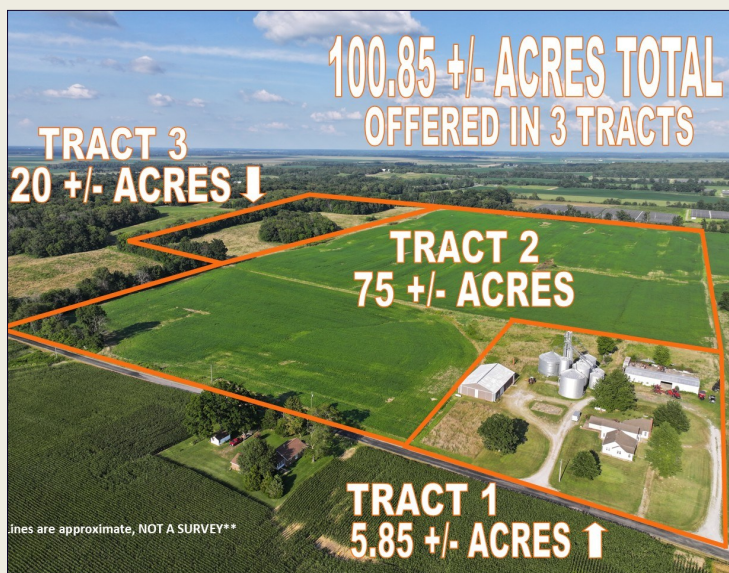 100.85 +/- ACRES TOTAL
OFFERED IN 3 TRACTS
TRACT 3
20 +/- ACRES ⬇
TRACT 2
75 +/- ACRES
TRACT 1
5.85 +/- ACRES ⬆
Lines are approximate, NOT A SURVEY**